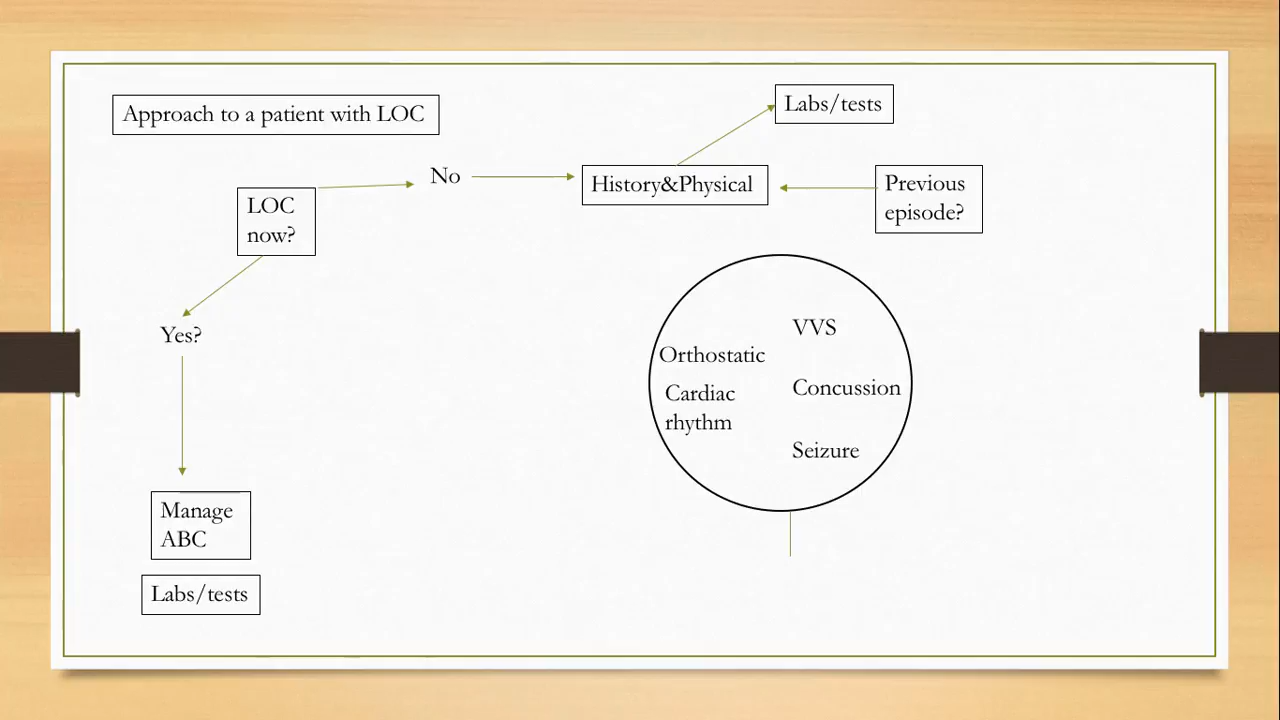 Approach to a patient with LOC
Labs/tests
No
History&Physical
Previous
episode?
LOC
now?
Yes?
VVS
Orthostatic
Cardiac
rhythm
Concussion
Seizure
Manage
ABC
Labs/tests